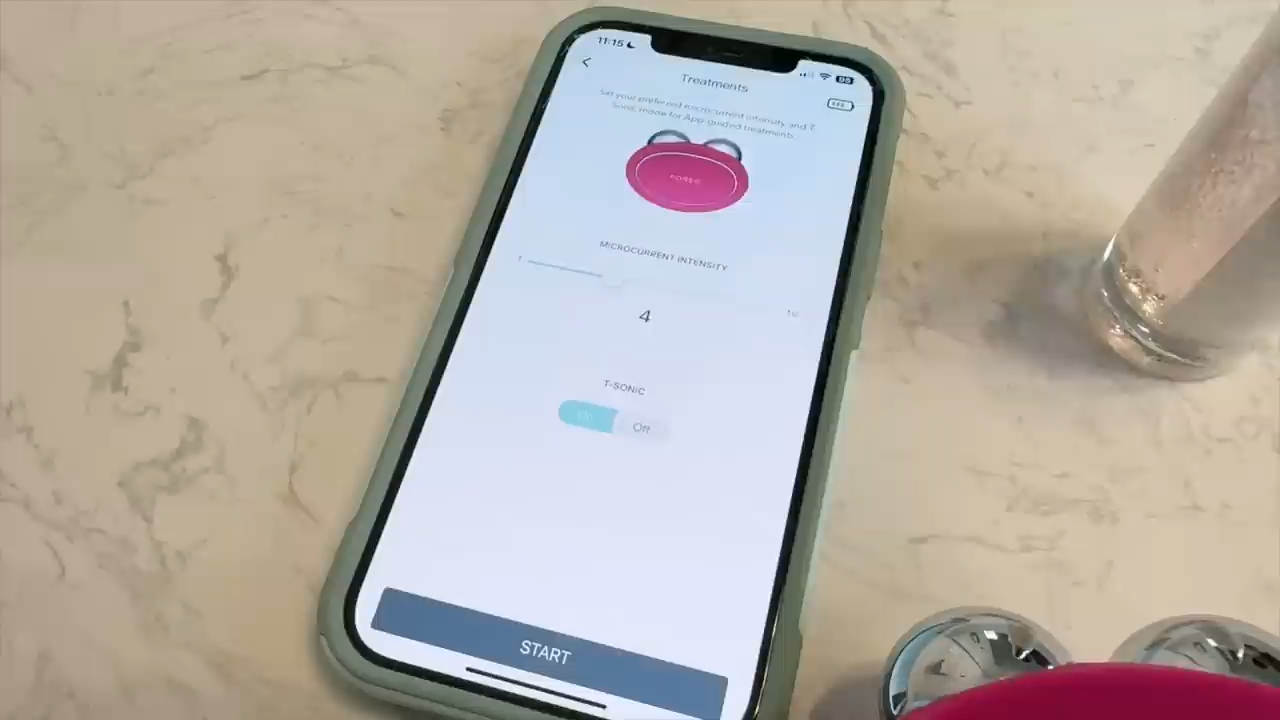 11:15
98
Treatments
Set your preferred microcurrent intensity and T-
Sonic mode for App-guided treatments.
FOREO
MICROCURRENT INTENSITY
1
10
4
T-SONIC
On
Off
START